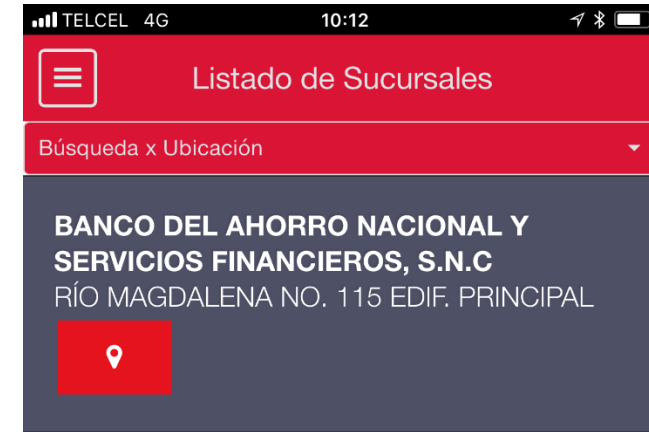 TELCEL 4G 10:12
Listado de Sucursales
Búsqueda x Ubicación
BANCO DEL AHORRO NACIONAL Y
SERVICIOS FINANCIEROS, S.N.C
RÍO MAGDALENA NO. 115 EDIF. PRINCIPAL